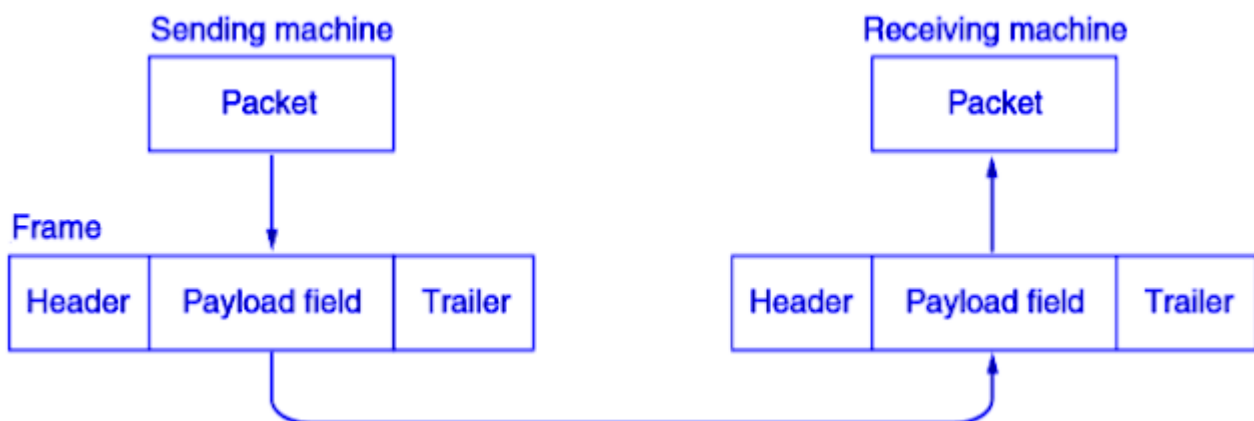 Sending machine
Receiving machine
Packet
Packet
Frame
Header Payload field Trailer
Header Payload field Trailer